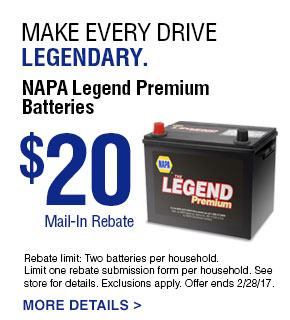 MAKE EVERY DRIVE
LEGENDARY.
NAPA Legend Premium
Batteries
$20
Mail-In Rebate
NAPA
THE
LEGEND
Premium
Rebate limit: Two batteries per household.
Limit one rebate submission form per household. See
store for details. Exclusions apply. Offer ends 2/28/17.
MORE DETAILS >